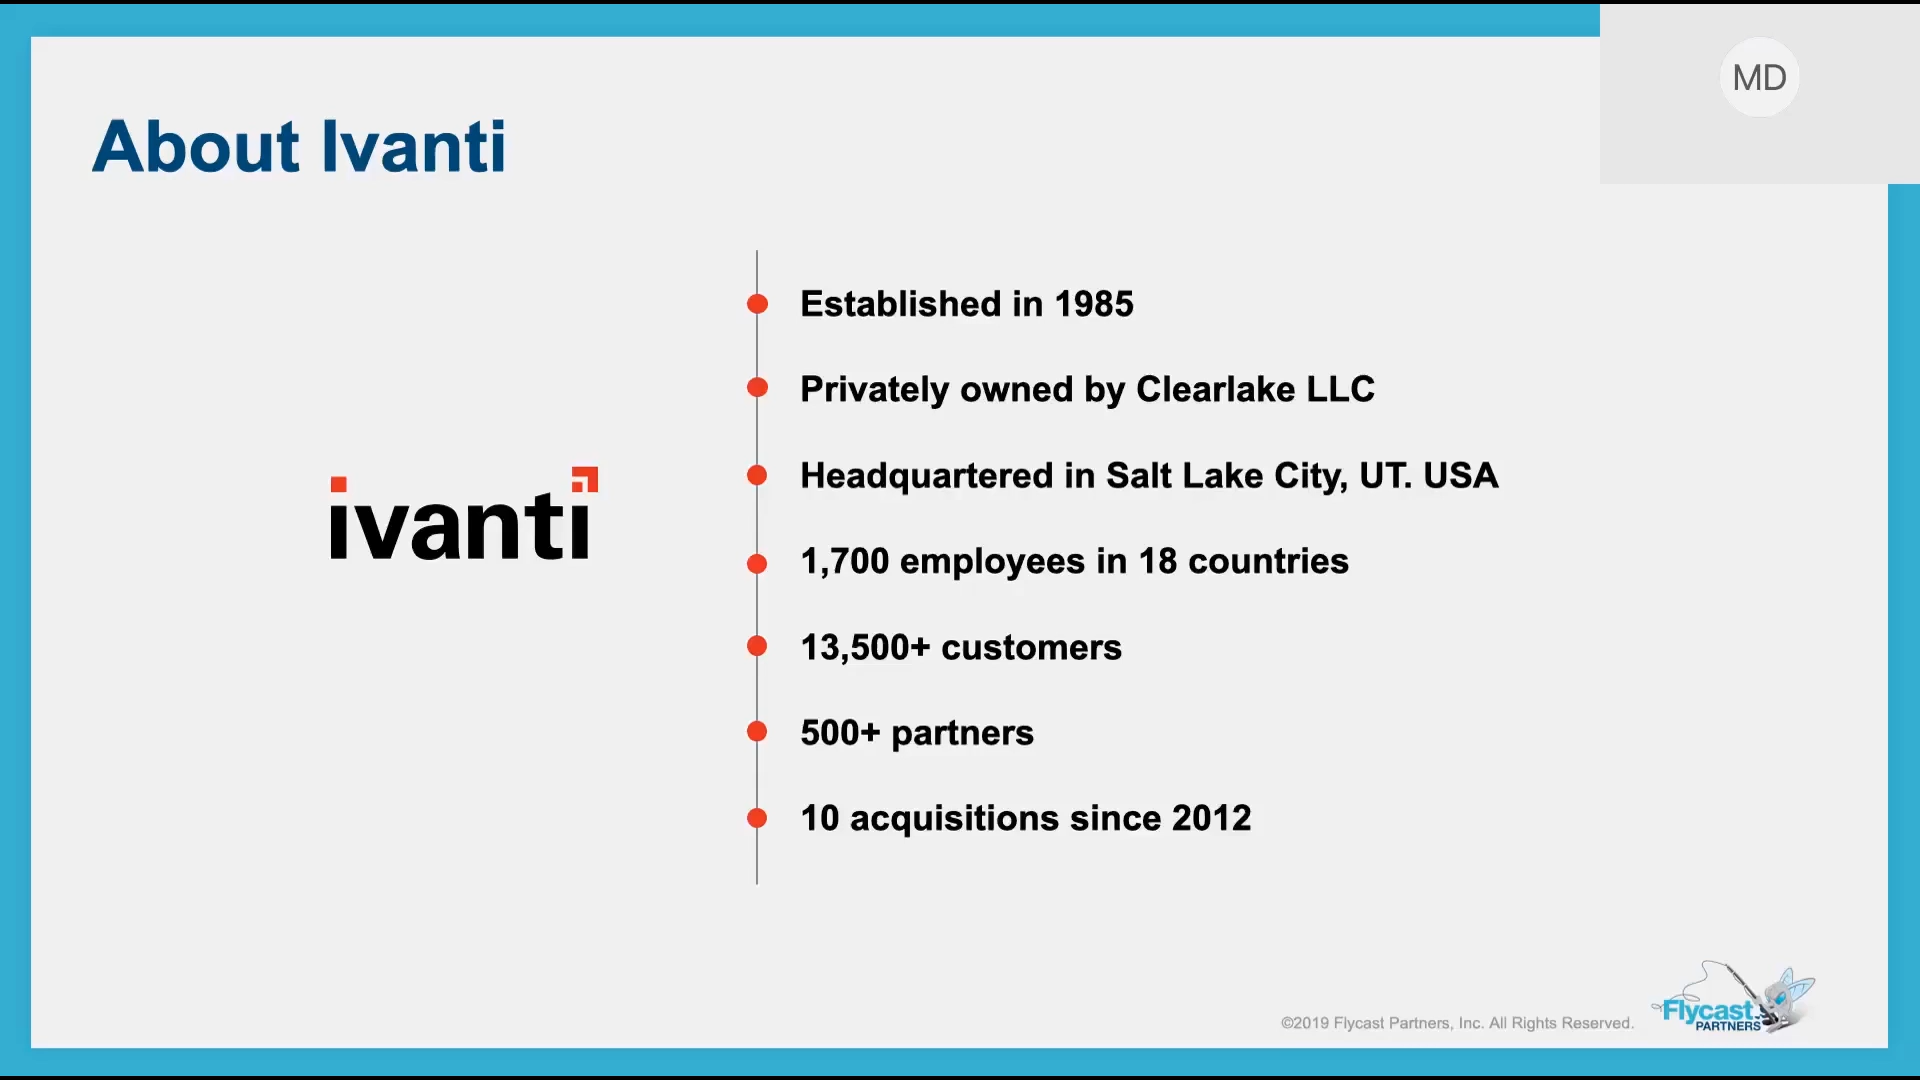 MD
About Ivanti
ivanti
Established in 1985
Privately owned by Clearlake LLC
Headquartered in Salt Lake City, UT. USA
1,700 employees in 18 countries
13,500+ customers
500+ partners
10 acquisitions since 2012
©2019 Flycast Partners, Inc. All Rights Reserved.
Flycast
PARTNERS